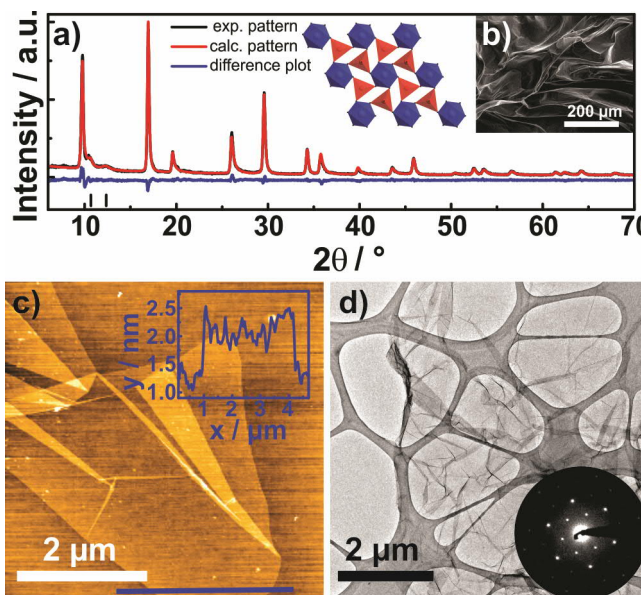 a)
Intensity / a.u.
exp. pattern
calc. pattern
difference plot
b)
200 µm
10 20 30 40 50 60 70
2θ / °
c)
y / nm
2.5
2.0
1.5
1.0
1 2 3 4
x / µm
2 µm
d)
2 µm